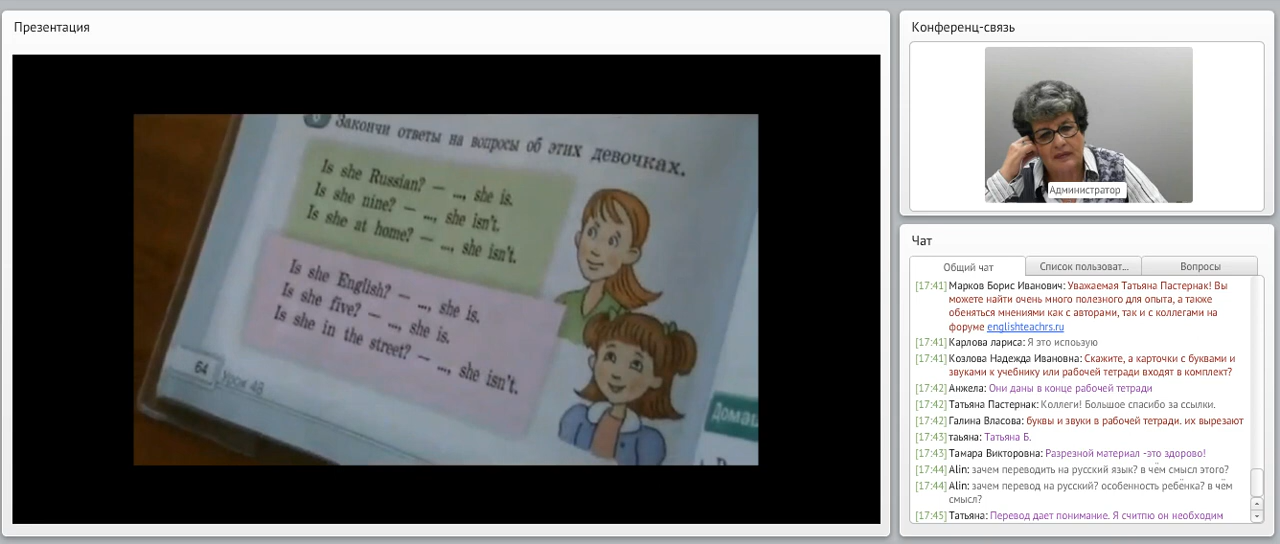 Презентация
Закончи ответы на вопросы об этих девочках.
Is she Russian? — ..., she is.
Is she nine? — ..., she isn't.
Is she at home? — ..., she isn't.
Is she English? — ..., she is.
Is she five? — ..., she is.
Is she in the street? — ..., she isn't.
64
Урок 48
Конференц-связь
Администратор
Чат
Общий чат
Список пользоват...
Вопросы
[17:41] Марков Борис Иванович: Уважаемая Татьяна Пастернак! Вы
можете найти очень много полезного для опыта, а также
обеняться мнениями как с авторами, так и с коллегами на
форуме englishteachrs.ru
[17:41] Карлова лариса: Я это испоьзую
[17:41] Козлова Надежда Ивановна: Скажите, а карточки с буквами и
звуками к учебнику или рабочей тетради входят в комплект?
[17:42] Анжела: Они даны в конце рабочей тетради
[17:42] Татьяна Пастернак: Коллеги! Большое спасибо за ссылки.
[17:42] Галина Власова: буквы и звуки в рабочей тетради. их вырезают
[17:43] таьяна: Татьяна Б.
[17:43] Тамара Викторовна: Разрезной материал -это здорово!
[17:44] Alin: зачем переводить на русский язык? в чём смысл этого?
[17:44] Alin: зачем перевод на русский? особенность ребёнка? в чём
смысл?
[17:45] Татьяна: Перевод дает понимание. Я считпю он необходим